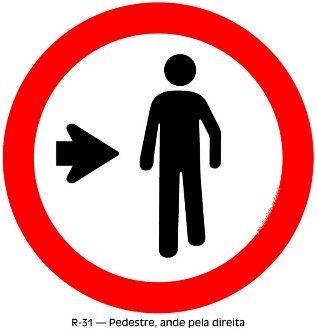 R-31 — Pedestre, ande pela direita